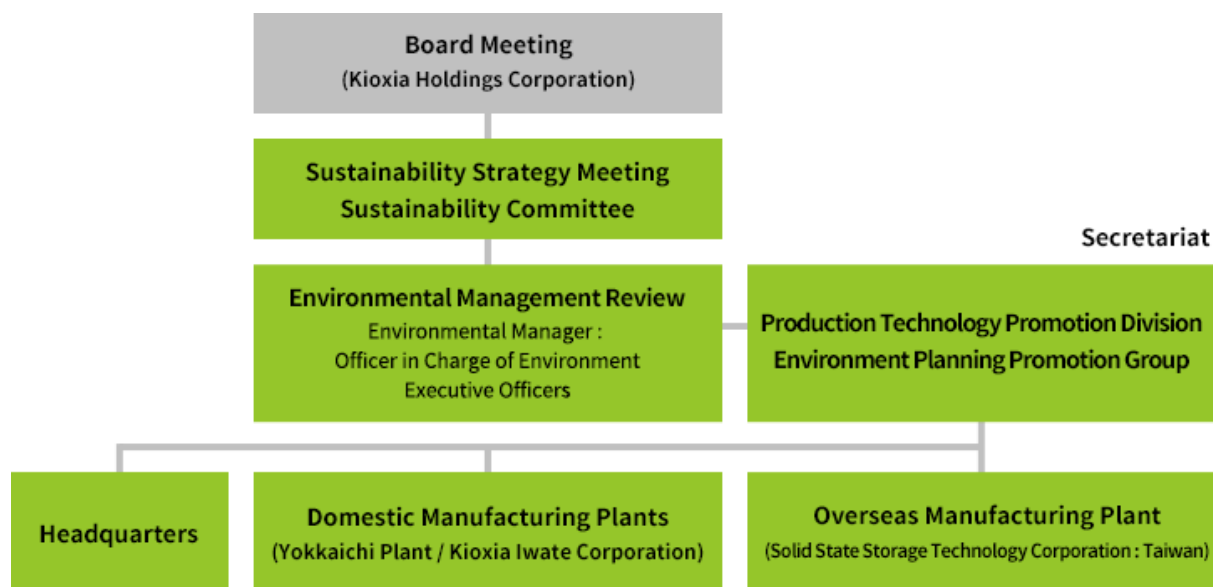 Board Meeting
(Kioxia Holdings Corporation)
Sustainability Strategy Meeting
Sustainability Committee
Secretariat
Environmental Management Review
Environmental Manager :
Officer in Charge of Environment
Executive Officers
Production Technology Promotion Division
Environment Planning Promotion Group
Headquarters
Domestic Manufacturing Plants
(Yokkaichi Plant / Kioxia Iwate Corporation)
Overseas Manufacturing Plant
(Solid State Storage Technology Corporation : Taiwan)